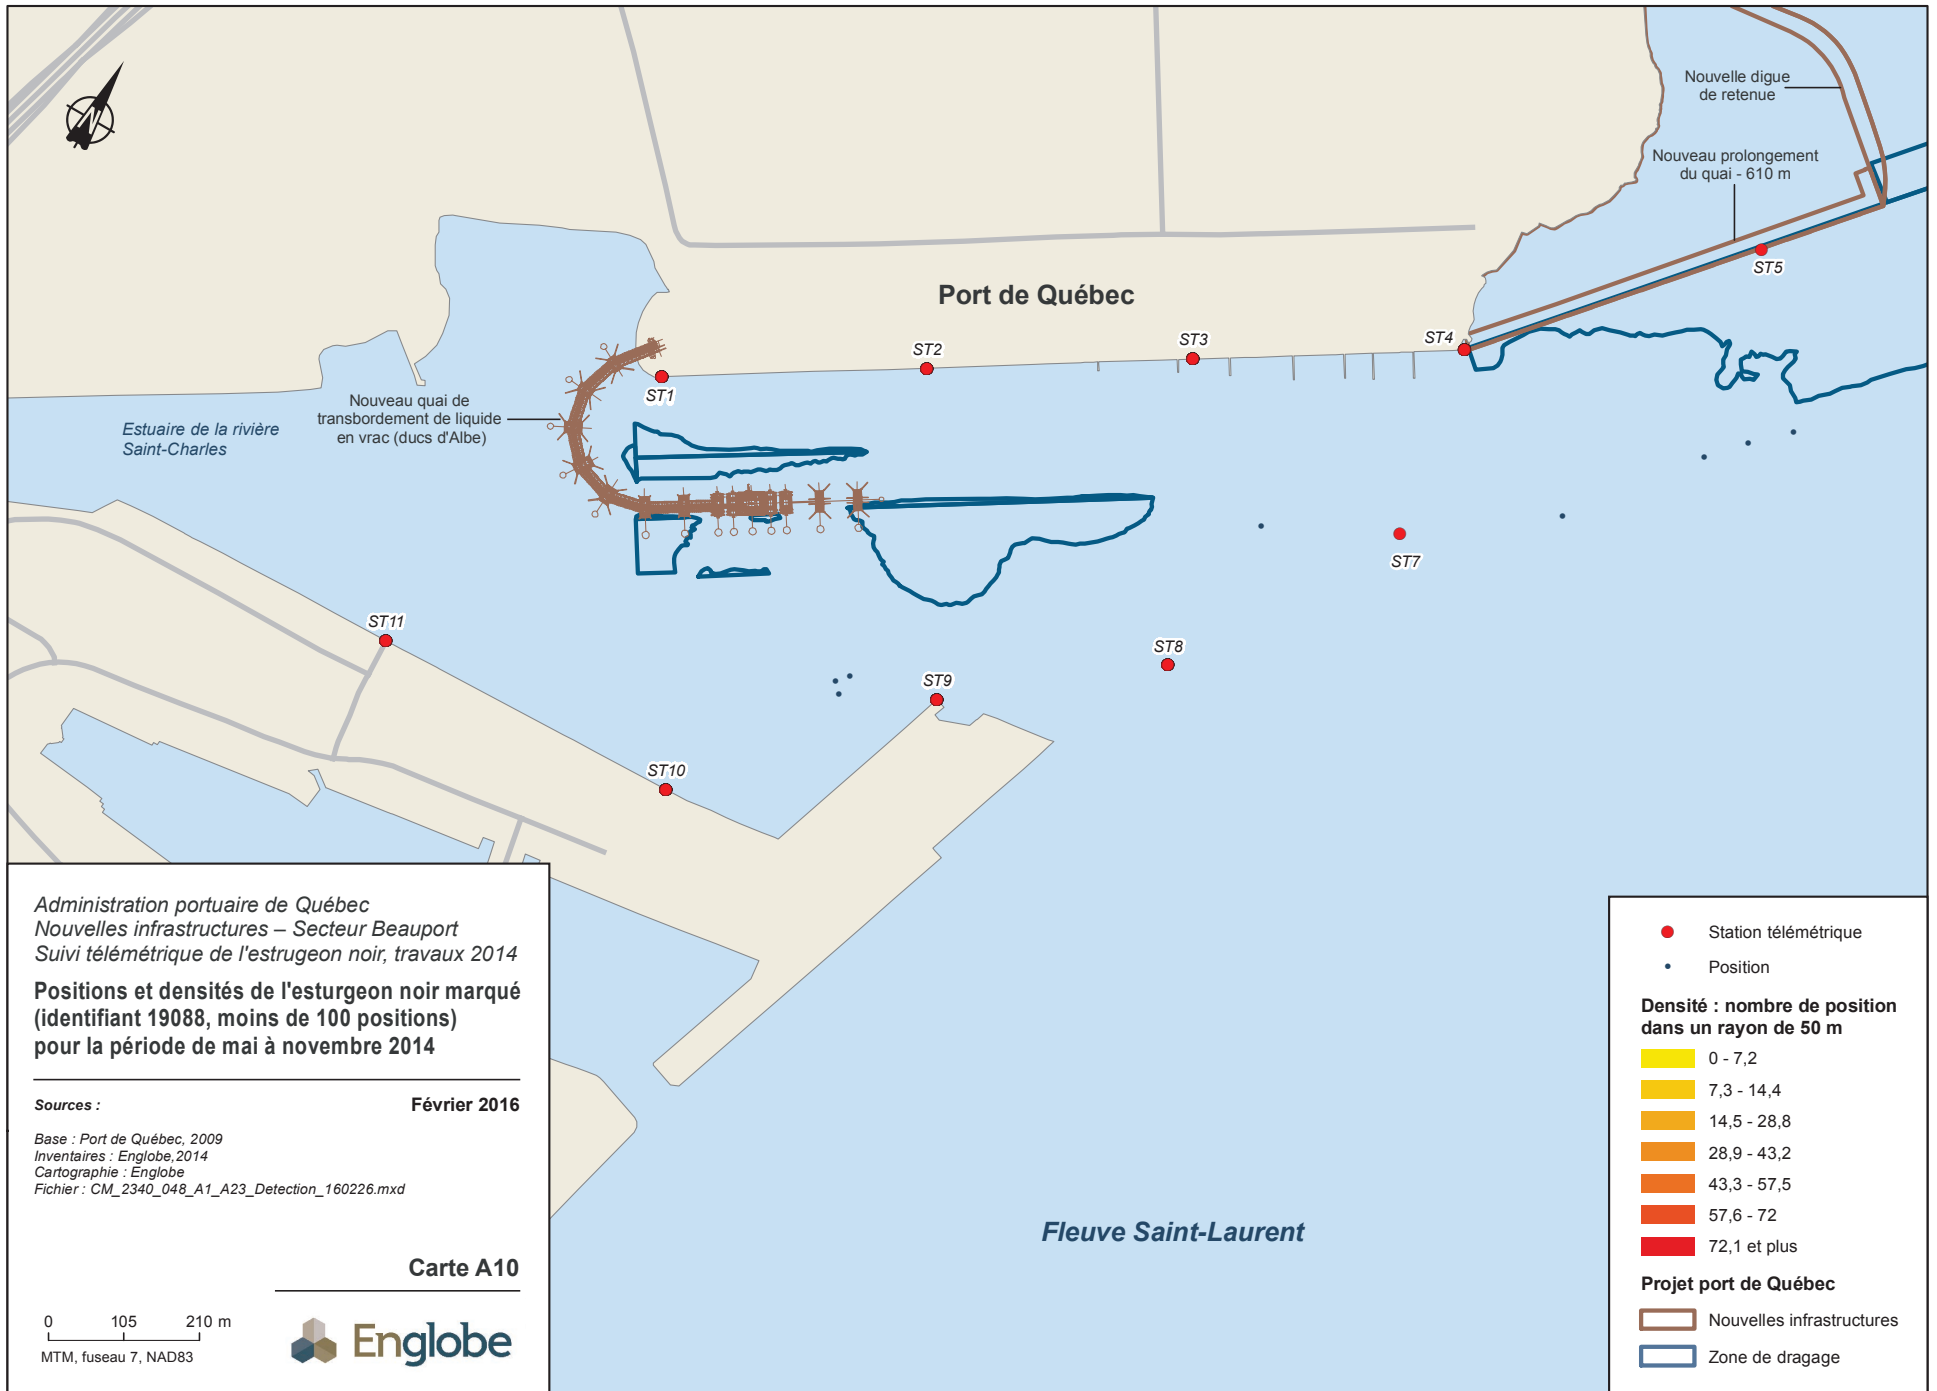 Nouvelle digue
de retenue
Nouveau prolongement
du quai - 610 m
ST5
Port de Québec
ST4
ST3
ST2
ST1
Nouveau quai de
transbordement de liquide
en vrac (ducs d'Albe)
Estuaire de la rivière
Saint-Charles
ST7
ST11
ST8
ST9
ST10
N
Fleuve Saint-Laurent
Administration portuaire de Québec
Nouvelles infrastructures – Secteur Beauport
Suivi télémétrique de l'estrugeon noir, travaux 2014
Positions et densités de l'esturgeon noir marqué
(identifiant 19088, moins de 100 positions)
pour la période de mai à novembre 2014
Sources : Février 2016
Base : Port de Québec, 2009
Inventaires : Englobe,2014
Cartographie : Englobe
Fichier : CM_2340_048_A1_A23_Detection_160226.mxd
Carte A10
0 105 210 m
MTM, fuseau 7, NAD83
Englobe
Station télémétrique
Position
Densité : nombre de position
dans un rayon de 50 m
0 - 7,2
7,3 - 14,4
14,5 - 28,8
28,9 - 43,2
43,3 - 57,5
57,6 - 72
72,1 et plus
Projet port de Québec
Nouvelles infrastructures
Zone de dragage